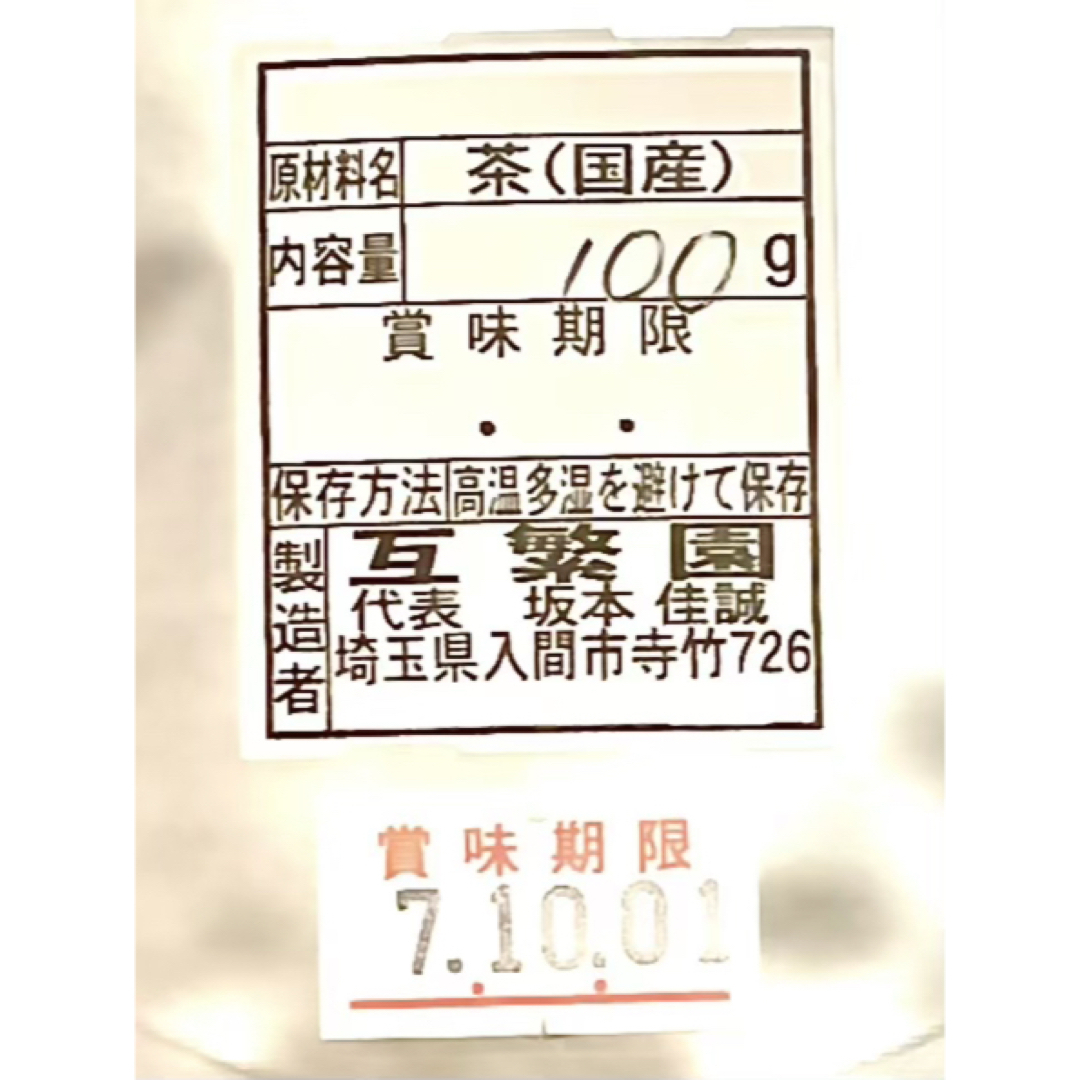 原材料名 茶(国産)
内容量 100 g
賞味期限
. .
保存方法 高温多湿を避けて保存
製造者
互繁園
代表 坂本 佳誠
埼玉県入間市寺竹726
賞味期限
7.10.01